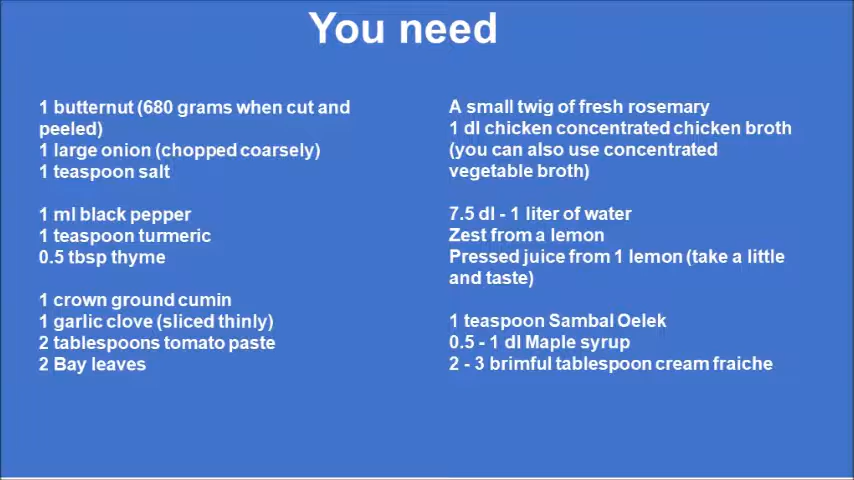 You need
1 butternut (680 grams when cut and
peeled)
1 large onion (chopped coarsely)
1 teaspoon salt
1 ml black pepper
1 teaspoon turmeric
0.5 tbsp thyme
1 crown ground cumin
1 garlic clove (sliced thinly)
2 tablespoons tomato paste
2 Bay leaves
A small twig of fresh rosemary
1 dl chicken concentrated chicken broth
(you can also use concentrated
vegetable broth)
7.5 dl - 1 liter of water
Zest from a lemon
Pressed juice from 1 lemon (take a little
and taste)
1 teaspoon Sambal Oelek
0.5 - 1 dl Maple syrup
2 - 3 brimful tablespoon cream fraiche